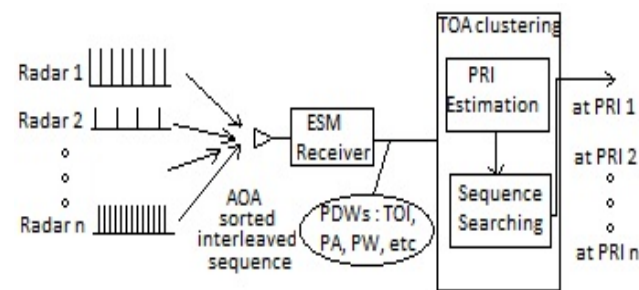 TOA clustering
Radar 1
Radar 2
Radar n
AOA
sorted
interleaved
sequence
ESM
Receiver
PDWs : TOI,
PA, PW, etc
PRI
Estimation
Sequence
Searching
at PRI 1
at PRI 2
at PRI n